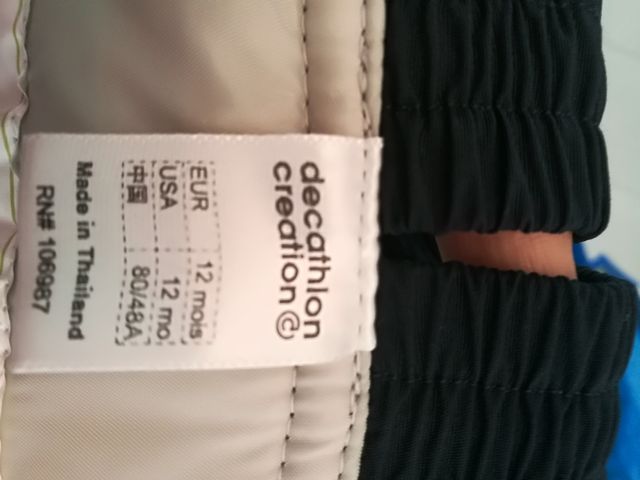 decathlon
creation ©
EUR 12 mois
USA 12 mo
中国 80/48A
Made in Thailand
RN# 106987